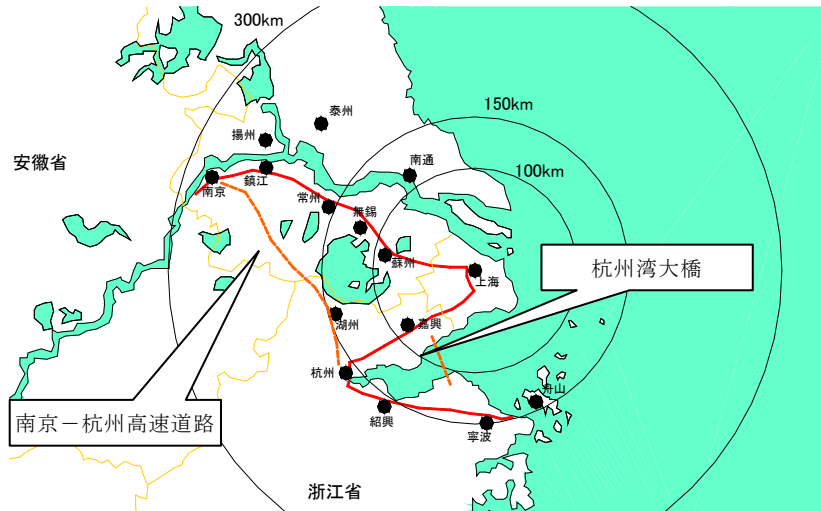 300km
泰州
150km
揚州
安徽省
南通
100km
鎮江
南京
常州
無錫
蘇州
杭州湾大橋
上海
湖州
嘉興
杭州
舟山
紹興
南京－杭州高速道路
寧波
浙江省